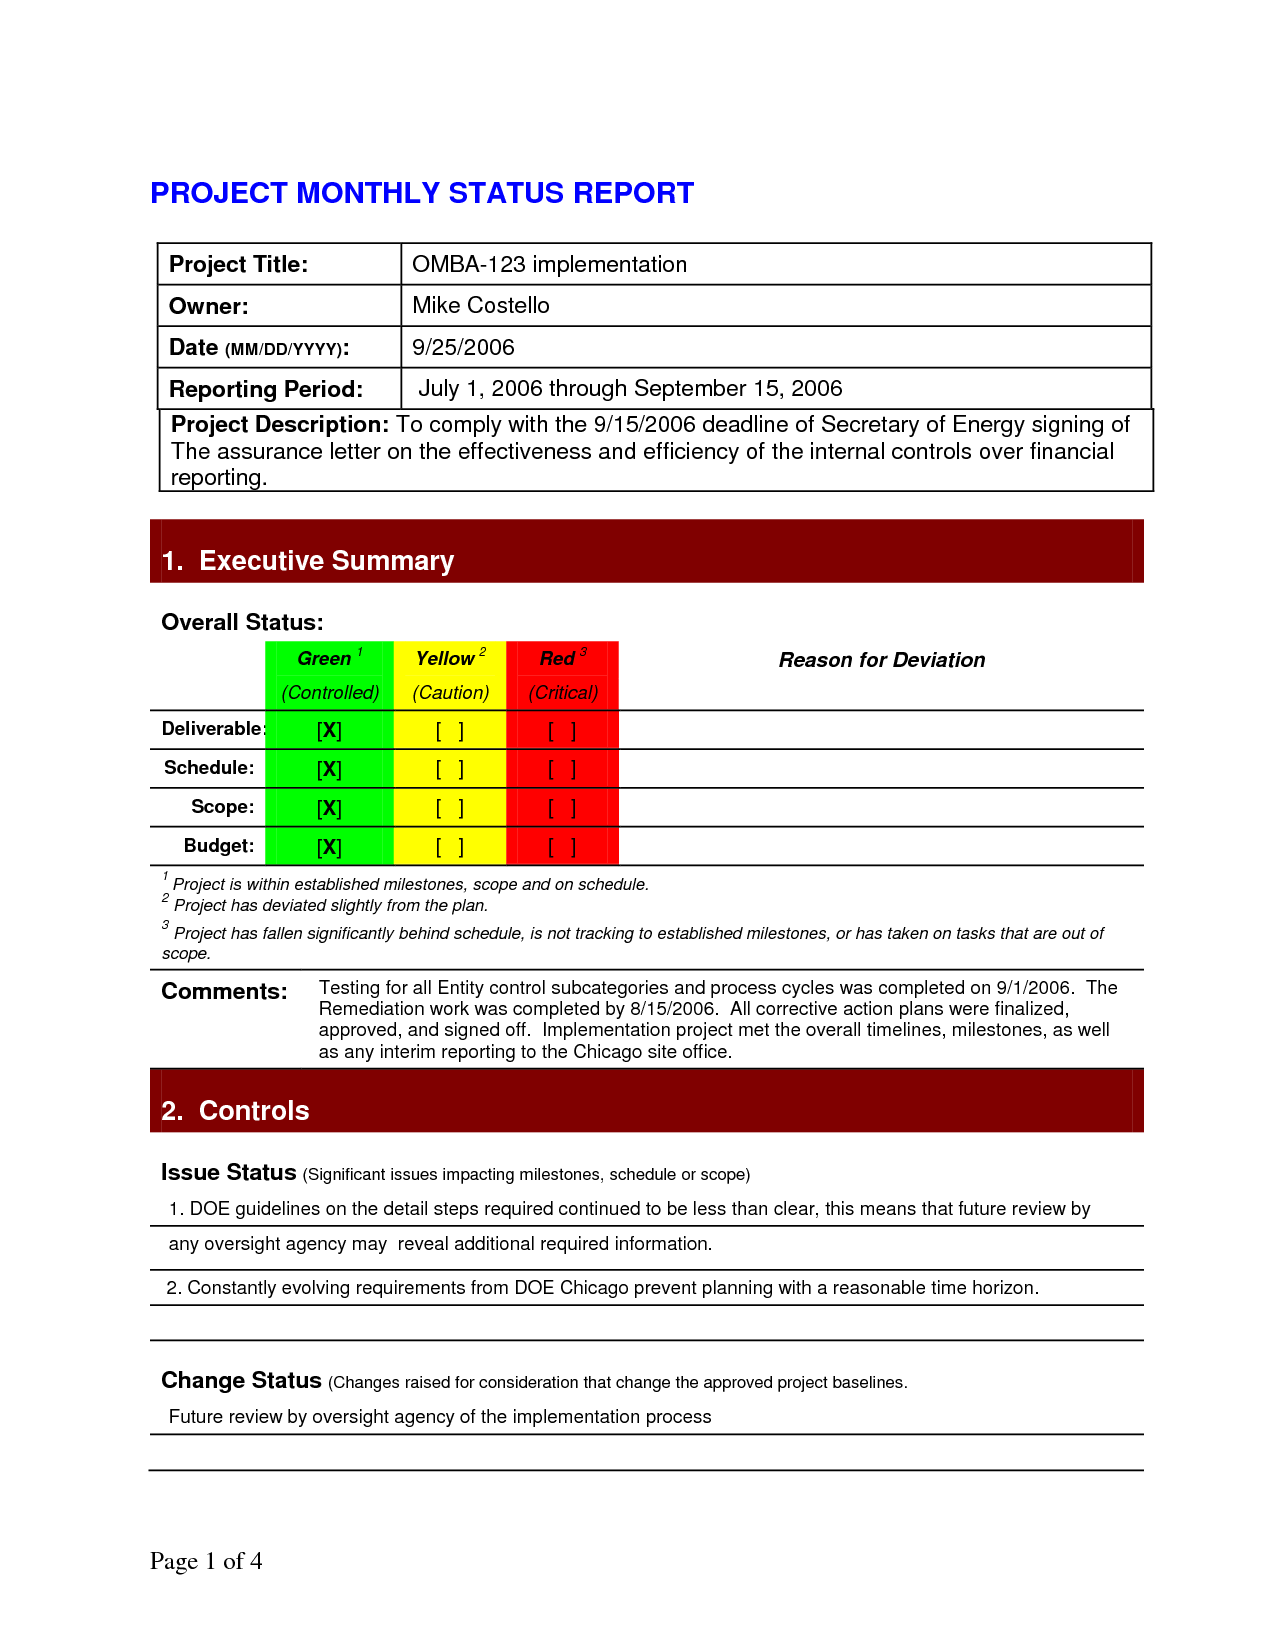 PROJECT MONTHLY STATUS REPORT
Project Title: OMBA-123 implementation
Owner: Mike Costello
Date (MM/DD/YYYY): 9/25/2006
Reporting Period: July 1, 2006 through September 15, 2006
Project Description: To comply with the 9/15/2006 deadline of Secretary of Energy signing of
The assurance letter on the effectiveness and efficiency of the internal controls over financial
reporting.
1. Executive Summary
Overall Status:
Green 1 Yellow 2 Red 3 Reason for Deviation
(Controlled) (Caution) (Critical)
Deliverable: [X] [ ] [ ]
Schedule: [X] [ ] [ ]
Scope: [X] [ ] [ ]
Budget: [X] [ ] [ ]
1 Project is within established milestones, scope and on schedule.
2 Project has deviated slightly from the plan.
3 Project has fallen significantly behind schedule, is not tracking to established milestones, or has taken on tasks that are out of
scope.
Comments: Testing for all Entity control subcategories and process cycles was completed on 9/1/2006. The
Remediation work was completed by 8/15/2006. All corrective action plans were finalized,
approved, and signed off. Implementation project met the overall timelines, milestones, as well
as any interim reporting to the Chicago site office.
2. Controls
Issue Status (Significant issues impacting milestones, schedule or scope)
1. DOE guidelines on the detail steps required continued to be less than clear, this means that future review by
any oversight agency may reveal additional required information.
2. Constantly evolving requirements from DOE Chicago prevent planning with a reasonable time horizon.
Change Status (Changes raised for consideration that change the approved project baselines.
Future review by oversight agency of the implementation process
Page 1 of 4